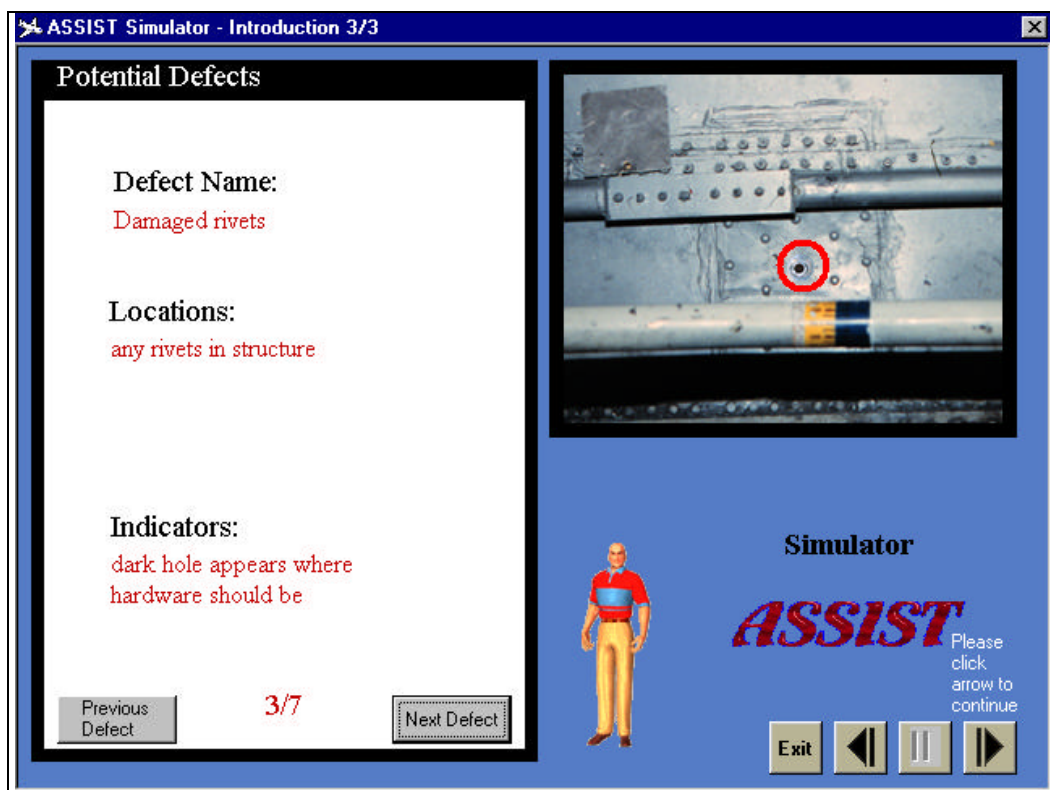 ASSIST Simulator - Introduction 3/3
Potential Defects
Defect Name:
Damaged rivets
Locations:
any rivets in structure
Indicators:
dark hole appears where
hardware should be
Previous
Defect
3/7
Next Defect
Simulator
ASSIST
Please
click
arrow to
continue
Exit